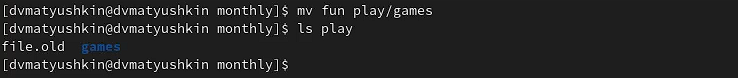 [dvmatyushkin@dvmatyushkin monthly]$ mv fun play/games
[dvmatyushkin@dvmatyushkin monthly]$ ls play
file.old  games
[dvmatyushkin@dvmatyushkin monthly]$